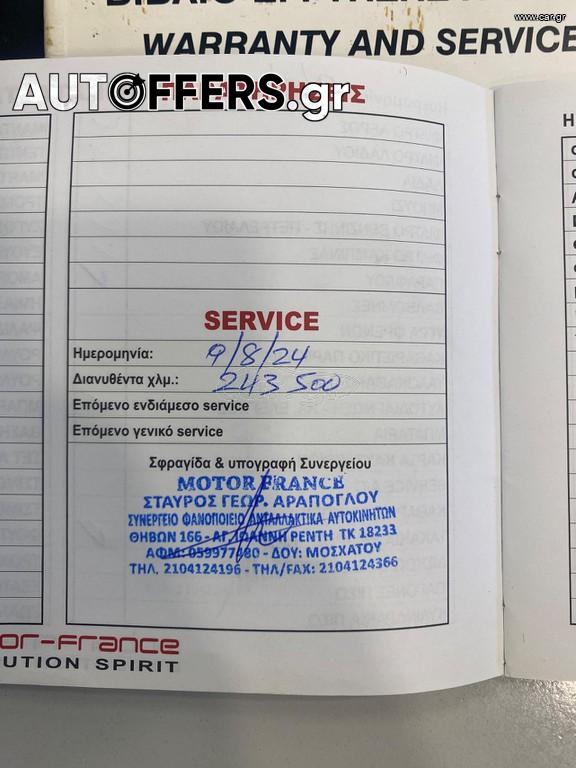 www.car.gr
WARRANTY AND SERVICE
AUTOFFERS.gr
SERVICE
Ημερομηνία: 9/8/24
Διανυθέντα χλμ.: 243 500
Επόμενο ενδιάμεσο service
Επόμενο γενικό service
Σφραγίδα & υπογραφή Συνεργείου
MOTOR FRANCE
ΣΤΑΥΡΟΣ ΓΕΩΡ. ΑΡΑΠΟΓΛΟΥ
ΣΥΝΕΡΓΕΙΟ ΦΑΝΟΠΟΙΕΙΟ ΑΝΤΑΛΛΑΚΤΙΚΑ ΑΥΤΟΚΙΝΗΤΩΝ
ΘΗΒΩΝ 166 - ΑΓ. ΙΩΑΝΝΗ ΡΕΝΤΗ ΤΚ 18233
ΑΦΜ: - ΔΟΥ: ΜΟΣΧΑΤΟΥ
ΤΗΛ. 2104124196 - ΤΗΛ/FAX: 2104124366
or-France
UTION SPIRIT